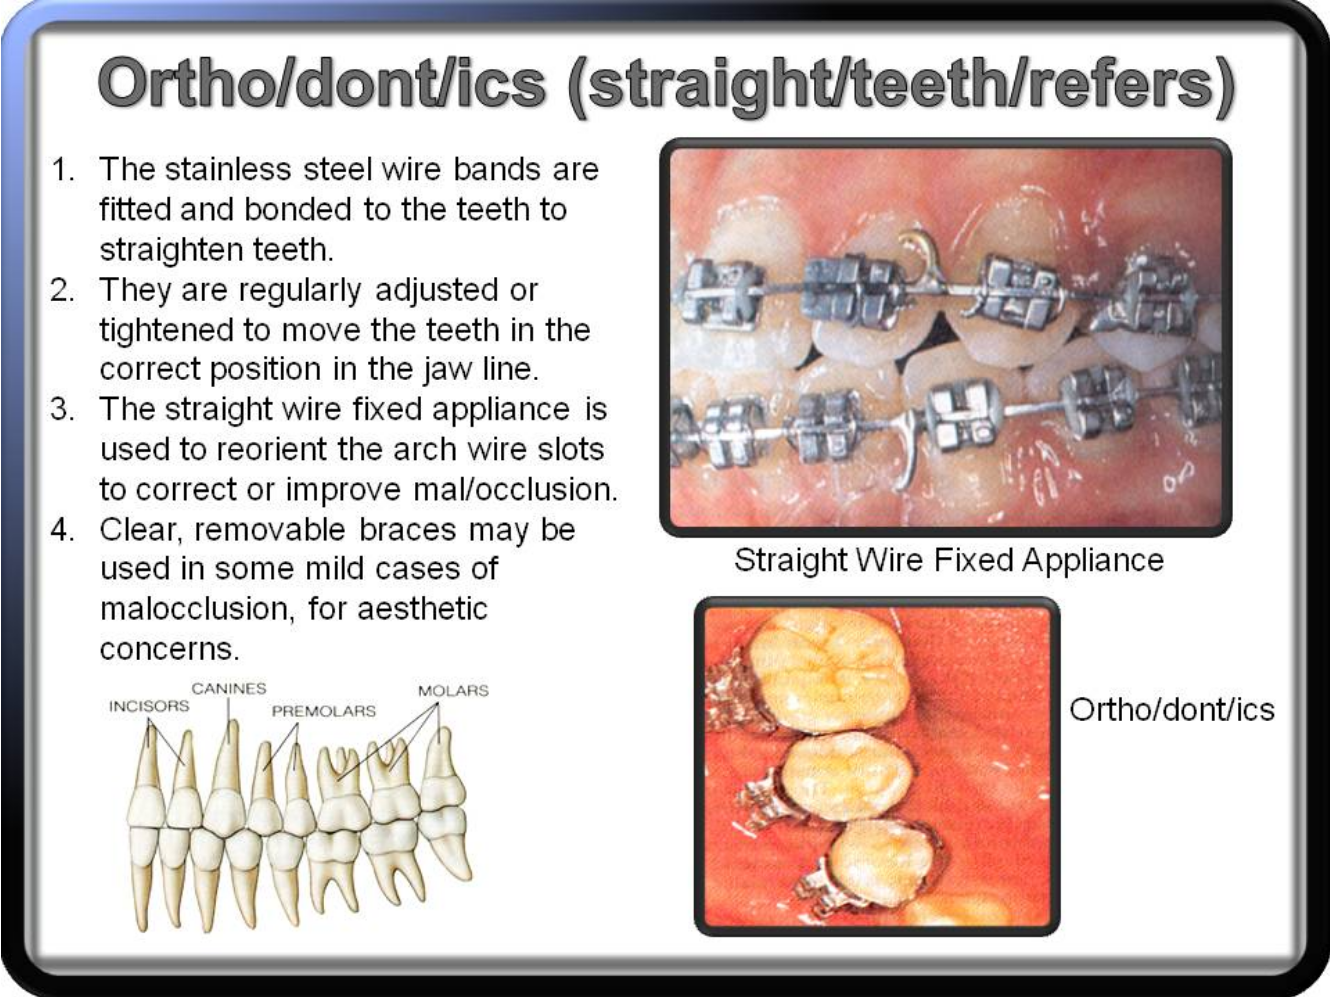 Ortho/dont/ics (straight/teeth/refers)
1. The stainless steel wire bands are
fitted and bonded to the teeth to
straighten teeth.
2. They are regularly adjusted or
tightened to move the teeth in the
correct position in the jaw line.
3. The straight wire fixed appliance is
used to reorient the arch wire slots
to correct or improve mal/occlusion.
4. Clear, removable braces may be
used in some mild cases of
malocclusion, for aesthetic
concerns.
Straight Wire Fixed Appliance
Ortho/dont/ics
INCISORS
CANINES
PREMOLARS
MOLARS